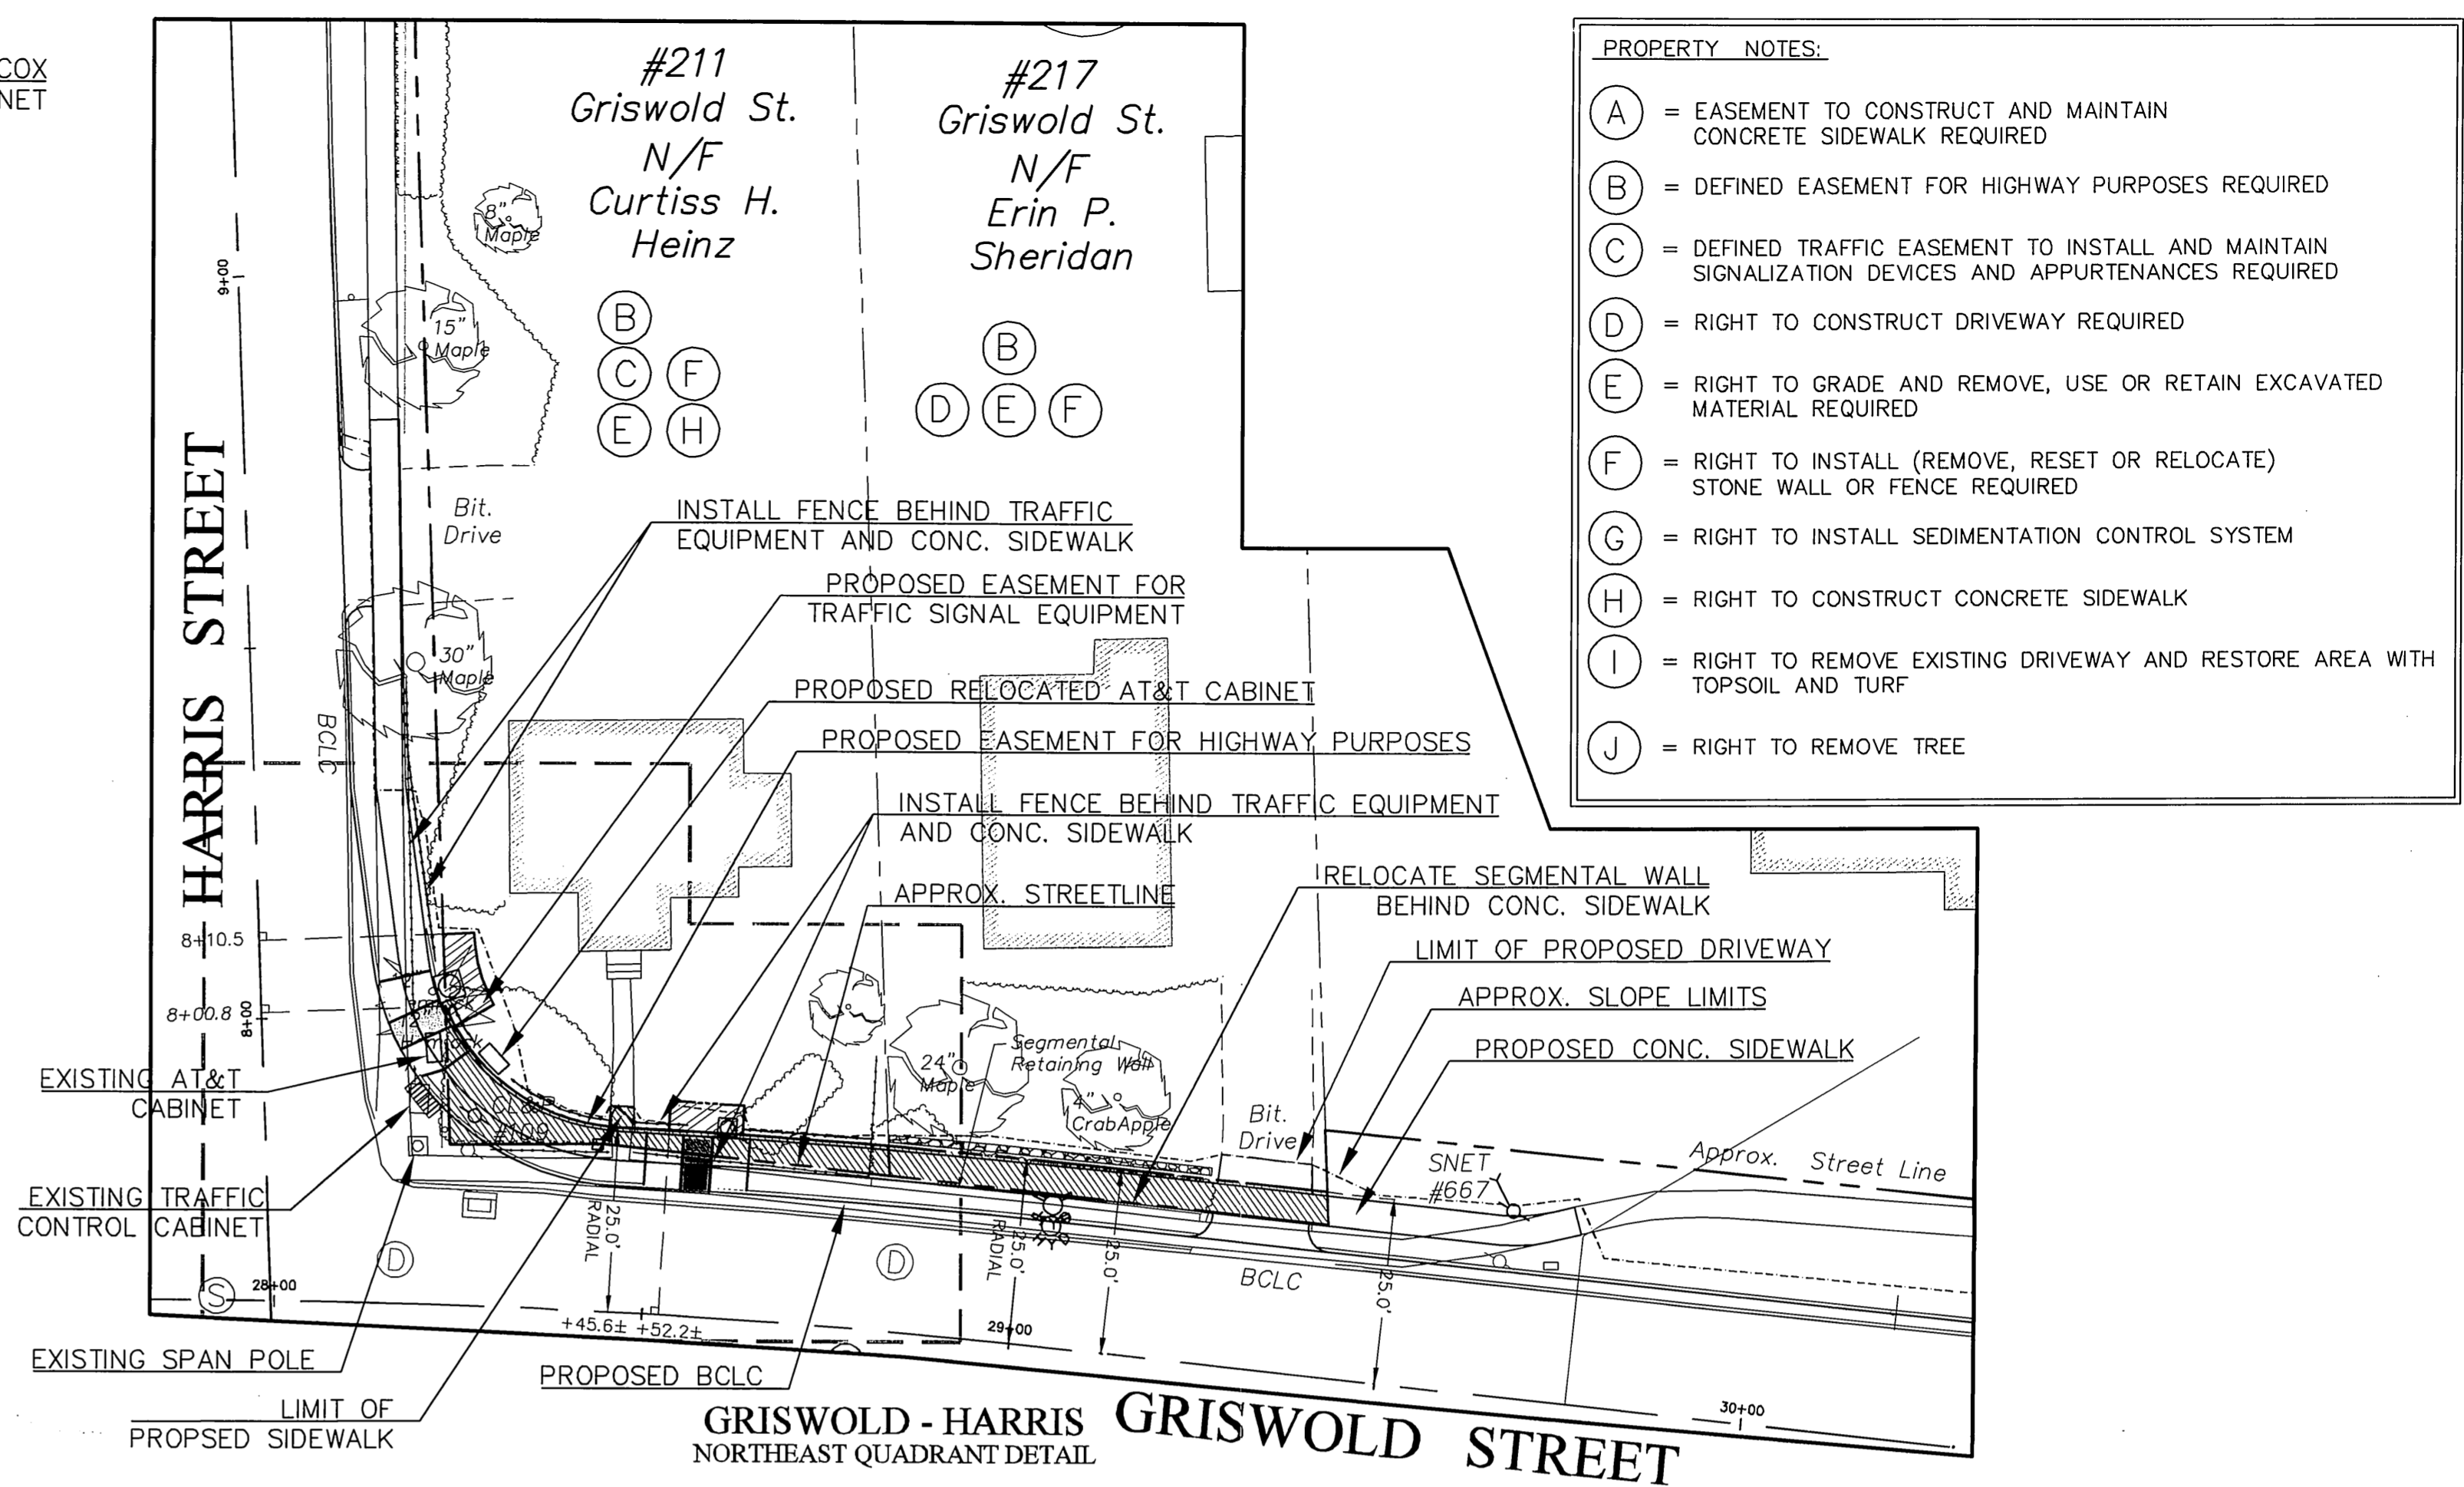 COX
NET
#211
Griswold St.
N/F
Curtiss H.
Heinz
B
C F
E H
#217
Griswold St.
N/F
Erin P.
Sheridan
B
D E F
PROPERTY NOTES:
A = EASEMENT TO CONSTRUCT AND MAINTAIN
CONCRETE SIDEWALK REQUIRED
B = DEFINED EASEMENT FOR HIGHWAY PURPOSES REQUIRED
C = DEFINED TRAFFIC EASEMENT TO INSTALL AND MAINTAIN
SIGNALIZATION DEVICES AND APPURTENANCES REQUIRED
D = RIGHT TO CONSTRUCT DRIVEWAY REQUIRED
E = RIGHT TO GRADE AND REMOVE, USE OR RETAIN EXCAVATED
MATERIAL REQUIRED
F = RIGHT TO INSTALL (REMOVE, RESET OR RELOCATE)
STONE WALL OR FENCE REQUIRED
G = RIGHT TO INSTALL SEDIMENTATION CONTROL SYSTEM
H = RIGHT TO CONSTRUCT CONCRETE SIDEWALK
I = RIGHT TO REMOVE EXISTING DRIVEWAY AND RESTORE AREA WITH
TOPSOIL AND TURF
J = RIGHT TO REMOVE TREE
8"
Maple
9+00
15"
Maple
HARRIS STREET
Bit.
Drive
INSTALL FENCE BEHIND TRAFFIC
EQUIPMENT AND CONC. SIDEWALK
PROPOSED EASEMENT FOR
TRAFFIC SIGNAL EQUIPMENT
30"
Maple
PROPOSED RELOCATED AT&T CABINET
BCLC
PROPOSED EASEMENT FOR HIGHWAY PURPOSES
INSTALL FENCE BEHIND TRAFFIC EQUIPMENT
AND CONC. SIDEWALK
APPROX. STREETLINE
RELOCATE SEGMENTAL WALL
BEHIND CONC. SIDEWALK
LIMIT OF PROPOSED DRIVEWAY
APPROX. SLOPE LIMITS
PROPOSED CONC. SIDEWALK
8+10.5
8+00.8
8+00
EXISTING AT&T
CABINET
CL&P
#109
24"
Maple
Segmental
Retaining Wall
4"
CrabApple
Bit.
Drive
SNET
#667
Approx. Street Line
EXISTING TRAFFIC
CONTROL CABINET
25.0'
RADIAL
25.0'
RADIAL
25.0'
25.0'
D
D
S
BCLC
28+00
+45.6± +52.2±
29+00
30+00
EXISTING SPAN POLE
PROPOSED BCLC
LIMIT OF
PROPSED SIDEWALK
GRISWOLD - HARRIS
NORTHEAST QUADRANT DETAIL
GRISWOLD STREET